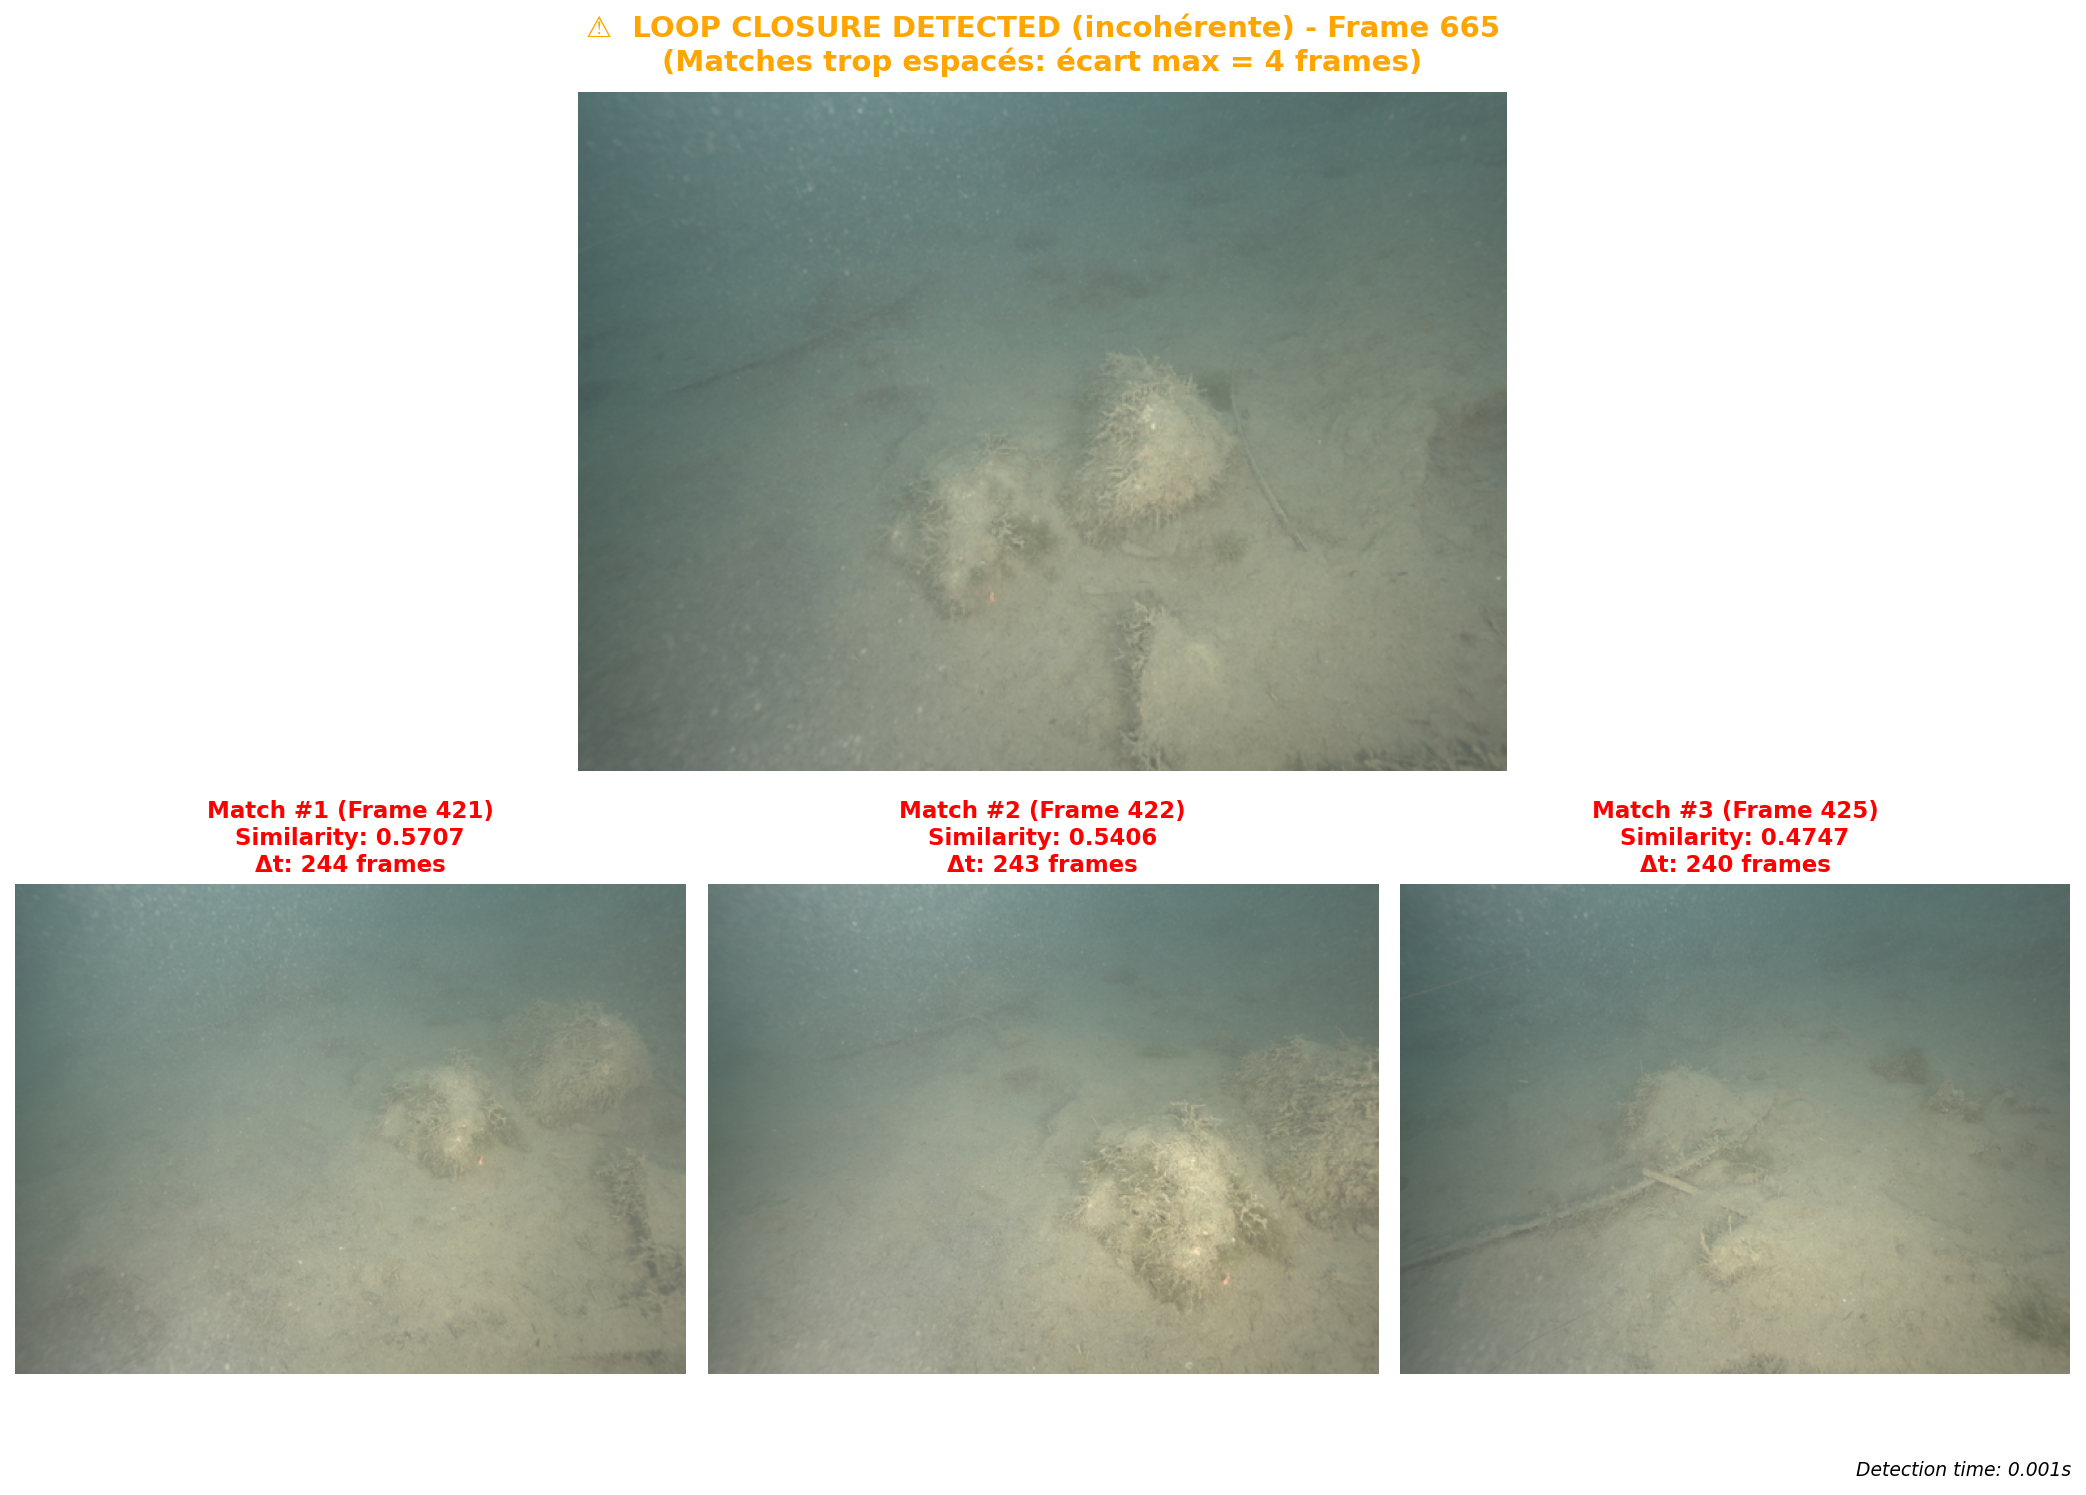 ⚠ LOOP CLOSURE DETECTED (incohérente) - Frame 665
(Matches trop espacés: écart max = 4 frames)
Match #1 (Frame 421)
Similarity: 0.5707
Δt: 244 frames
Match #2 (Frame 422)
Similarity: 0.5406
Δt: 243 frames
Match #3 (Frame 425)
Similarity: 0.4747
Δt: 240 frames
Detection time: 0.001s